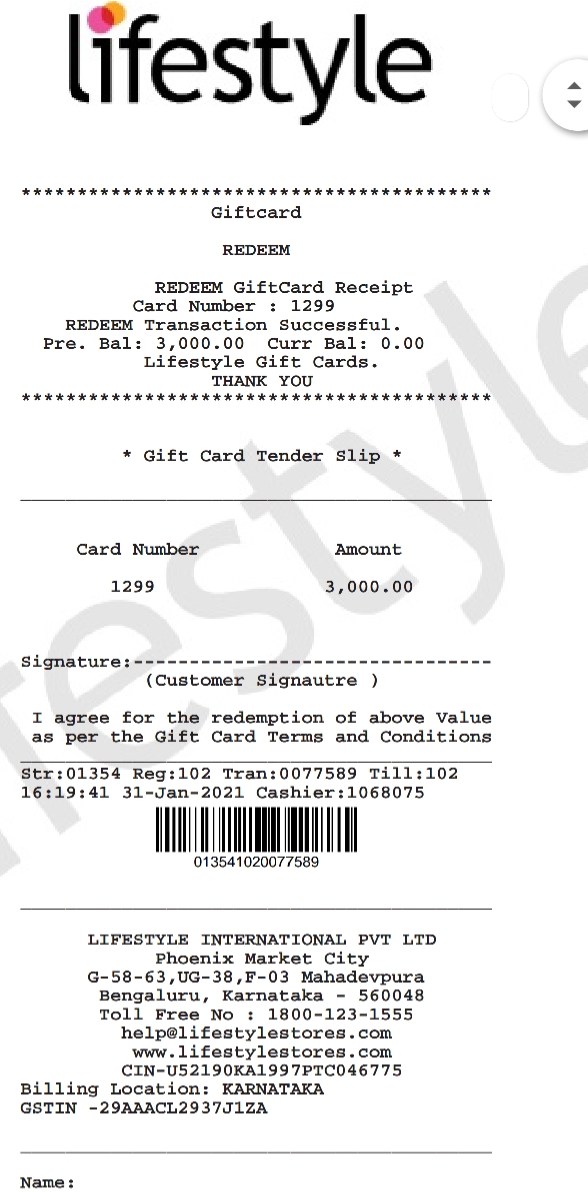 lifestyle
******************************************
Giftcard
REDEEM
REDEEM GiftCard Receipt
Card Number : 1299
REDEEM Transaction Successful.
Pre. Bal: 3,000.00 Curr Bal: 0.00
Lifestyle Gift Cards.
THANK YOU
******************************************
* Gift Card Tender Slip *
Card Number Amount
1299 3,000.00
Signature:--------------------------------
(Customer Signautre )
I agree for the redemption of above Value
as per the Gift Card Terms and Conditions
Str:01354 Reg:102 Tran:0077589 Till:102
16:19:41 31-Jan-2021 Cashier:1068075
013541020077589
LIFESTYLE INTERNATIONAL PVT LTD
Phoenix Market City
G-58-63,UG-38,F-03 Mahadevpura
Bengaluru, Karnataka - 560048
Toll Free No : 1800-123-1555
help@lifestylestores.com
www.lifestylestores.com
CIN-U52190KA1997PTC046775
Billing Location: KARNATAKA
GSTIN -29AAACL2937J1ZA
Name: